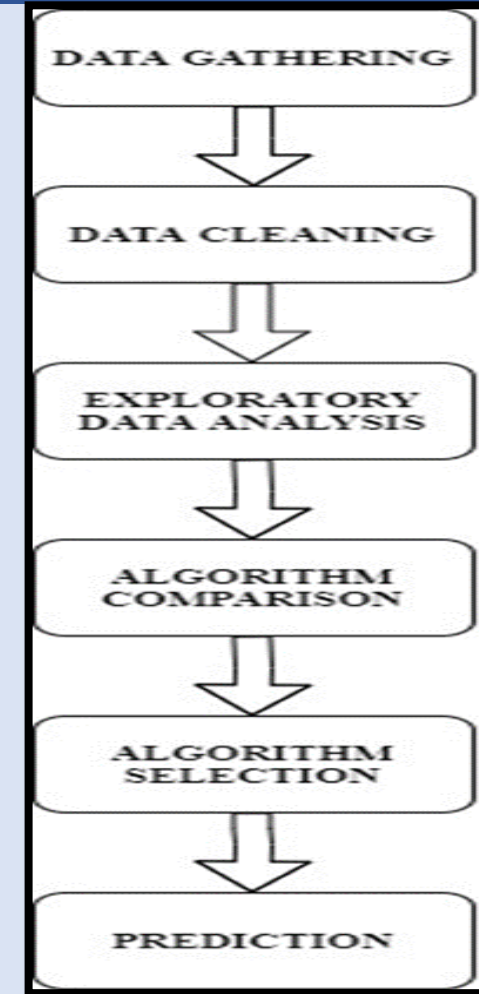 DATA GATHERING
DATA CLEANING
EXPLORATORY
DATA ANALYSIS
ALGORITHM
COMPARISON
ALGORITHM
SELECTION
PREDICTION